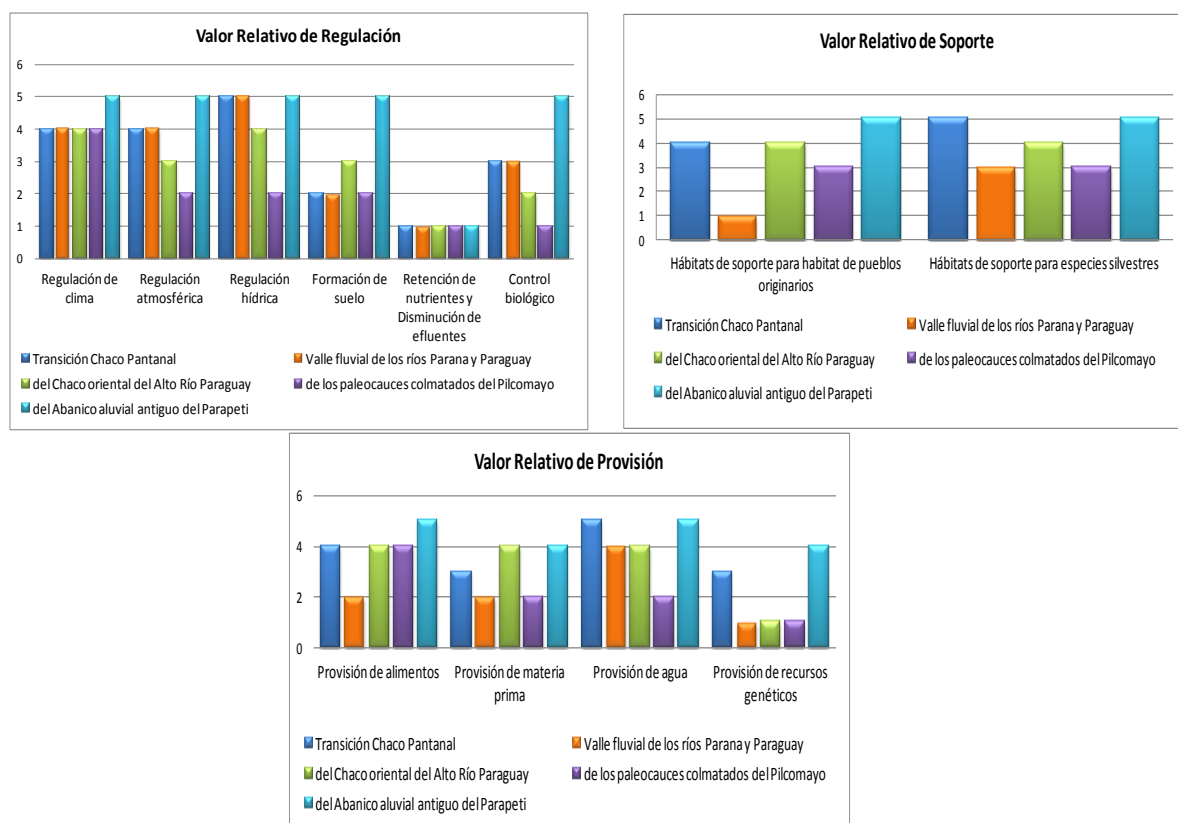 Valor Relativo de Regulación
6
5
4
3
2
1
0
Regulación de clima
Regulación atmosférica
Regulación hídrica
Formación de suelo
Retención de nutrientes y Disminución de efluentes
Control biológico
Transición Chaco Pantanal
Valle fluvial de los ríos Parana y Paraguay
del Chaco oriental del Alto Río Paraguay
de los paleocauces colmatados del Pilcomayo
del Abanico aluvial antiguo del Parapeti
Valor Relativo de Soporte
6
5
4
3
2
1
0
Hábitats de soporte para habitat de pueblos originarios
Hábitats de soporte para especies silvestres
Transición Chaco Pantanal
Valle fluvial de los ríos Parana y Paraguay
del Chaco oriental del Alto Río Paraguay
de los paleocauces colmatados del Pilcomayo
del Abanico aluvial antiguo del Parapeti
Valor Relativo de Provisión
6
4
2
0
Provisión de alimentos
Provisión de materia prima
Provisión de agua
Provisión de recursos genéticos
Transición Chaco Pantanal
Valle fluvial de los ríos Parana y Paraguay
del Chaco oriental del Alto Río Paraguay
de los paleocauces colmatados del Pilcomayo
del Abanico aluvial antiguo del Parapeti